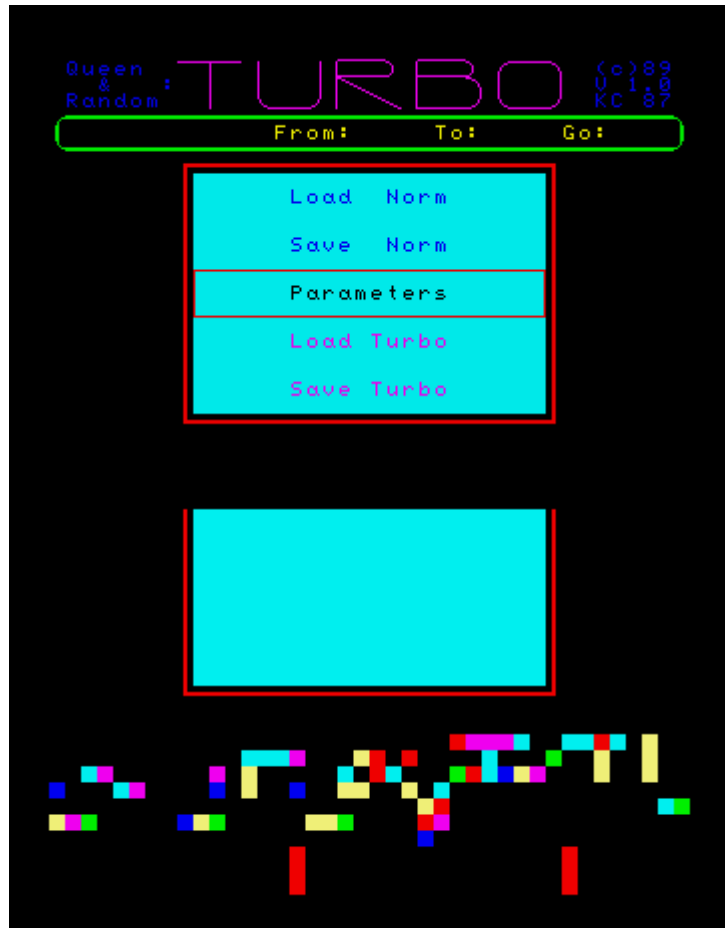 Queen
&
Random :
TURBO
(c)89
V 1.0
KC 87
From: To: Go:
Load Norm
Save Norm
Parameters
Load Turbo
Save Turbo